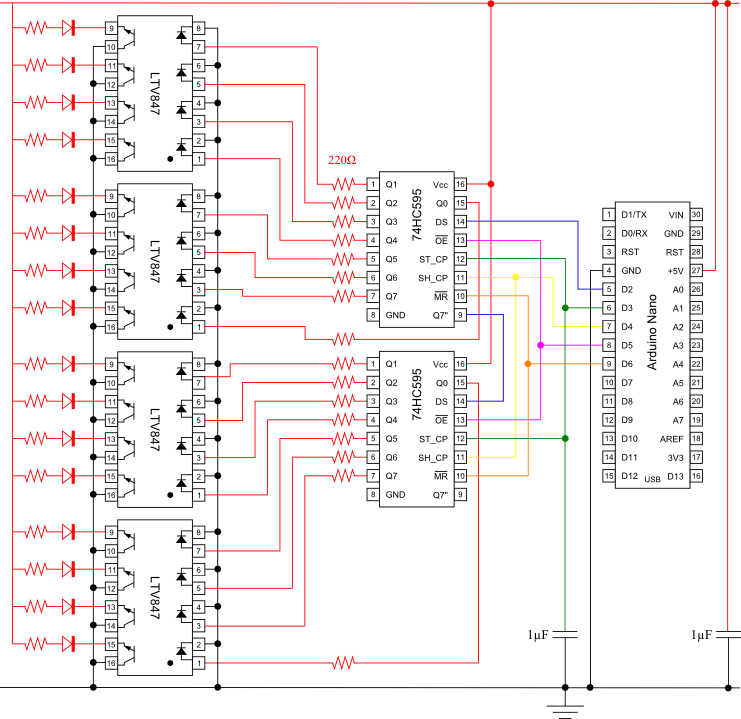 9 8
10 7
11 6
12 5
13 4
14 3
15 2
16 1
LTV847
9 8
10 7
11 6
12 5
13 4
14 3
15 2
16 1
LTV847
9 8
10 7
11 6
12 5
13 4
14 3
15 2
16 1
LTV847
9 8
10 7
11 6
12 5
13 4
14 3
15 2
16 1
LTV847
220Ω
74HC595
1 Q1 Vcc 16
2 Q2 Q0 15
3 Q3 DS 14
4 Q4 OE 13
5 Q5 ST_CP 12
6 Q6 SH_CP 11
7 Q7 MR 10
8 GND Q7" 9
74HC595
1 Q1 Vcc 16
2 Q2 Q0 15
3 Q3 DS 14
4 Q4 OE 13
5 Q5 ST_CP 12
6 Q6 SH_CP 11
7 Q7 MR 10
8 GND Q7" 9
Arduino Nano
1 D1/TX VIN 30
2 D0/RX GND 29
3 RST RST 28
4 GND +5V 27
5 D2 A0 26
6 D3 A1 25
7 D4 A2 24
8 D5 A3 23
9 D6 A4 22
10 D7 A5 21
11 D8 A6 20
12 D9 A7 19
13 D10 AREF 18
14 D11 3V3 17
15 D12 USB D13 16
1µF
1µF